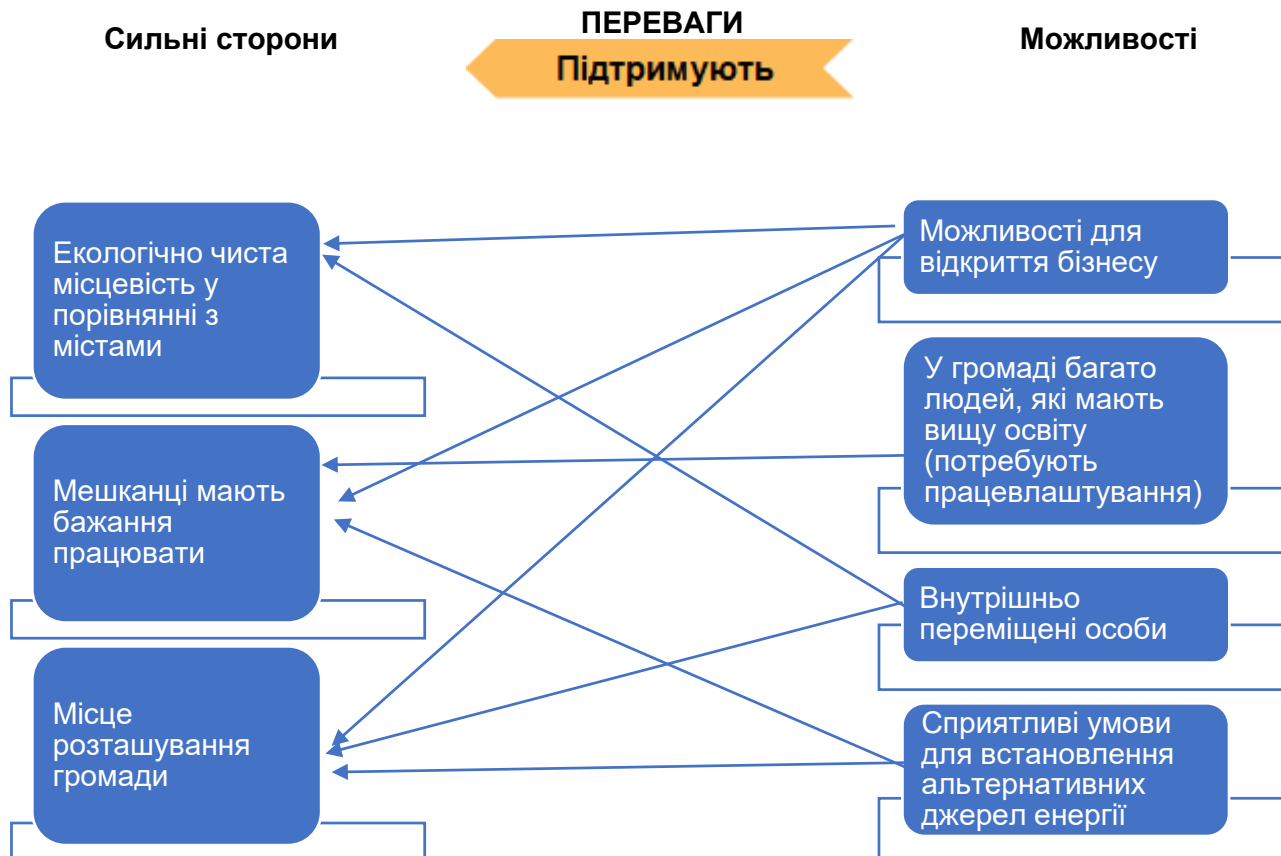 Сильні сторони
ПЕРЕВАГИ
Підтримують
Можливості
Екологічно чиста
місцевість у
порівнянні з
містами
Мешканці мають
бажання
працювати
Місце
розташування
громади
Можливості для
відкриття бізнесу
У громаді багато
людей, які мають
вищу освіту
(потребують
працевлаштування)
Внутрішньо
переміщені особи
Сприятливі умови
для встановлення
альтернативних
джерел енергії